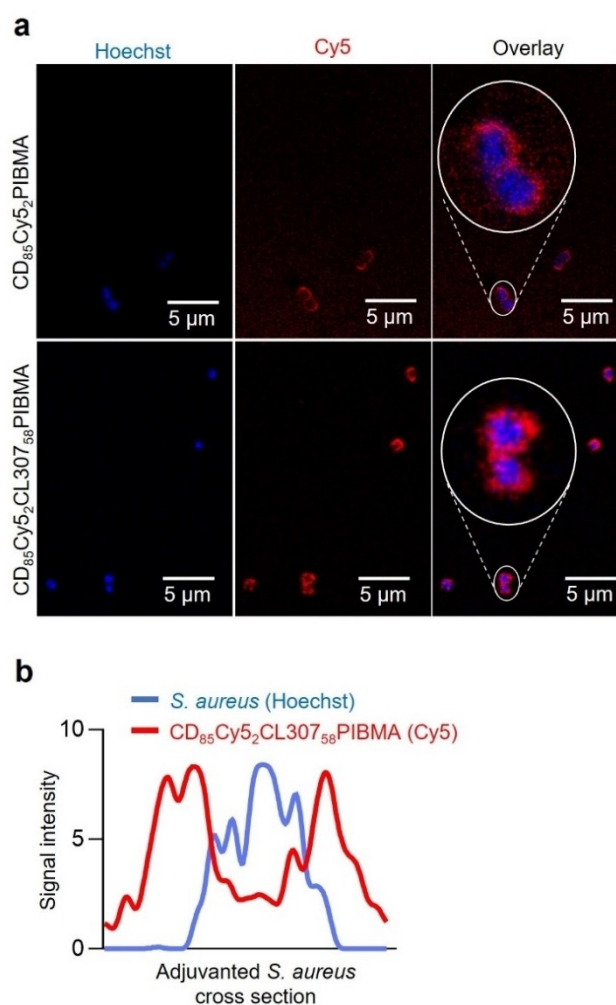 a
Hoechst Cy5 Overlay
CD₈₅Cy5₂PIBMA
5 µm 5 µm 5 µm
CD₈₅Cy5₂CL307₅₈PIBMA
5 µm 5 µm 5 µm
b
S. aureus (Hoechst)
CD₈₅Cy5₂CL307₅₈PIBMA (Cy5)
10
5
0
Signal intensity
Adjuvanted S. aureus
cross section